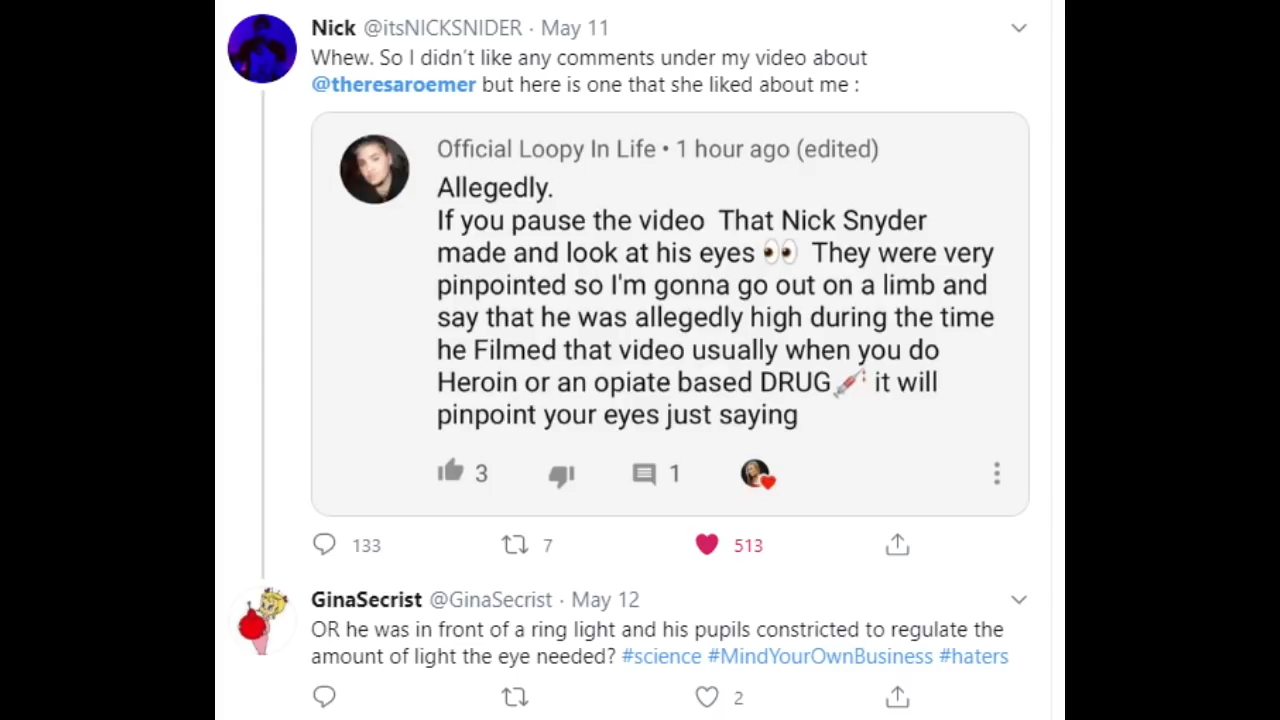 Nick @itsNICKSNIDER · May 11
Whew. So I didn't like any comments under my video about
@theresaroemer but here is one that she liked about me :
Official Loopy In Life • 1 hour ago (edited)
Allegedly.
If you pause the video  That Nick Snyder
made and look at his eyes 👀  They were very
pinpointed so I'm gonna go out on a limb and
say that he was allegedly high during the time
he Filmed that video usually when you do
Heroin or an opiate based DRUG💉 it will
pinpoint your eyes just saying
3 1
133 7 513
GinaSecrist @GinaSecrist · May 12
OR he was in front of a ring light and his pupils constricted to regulate the
amount of light the eye needed? #science #MindYourOwnBusiness #haters
2